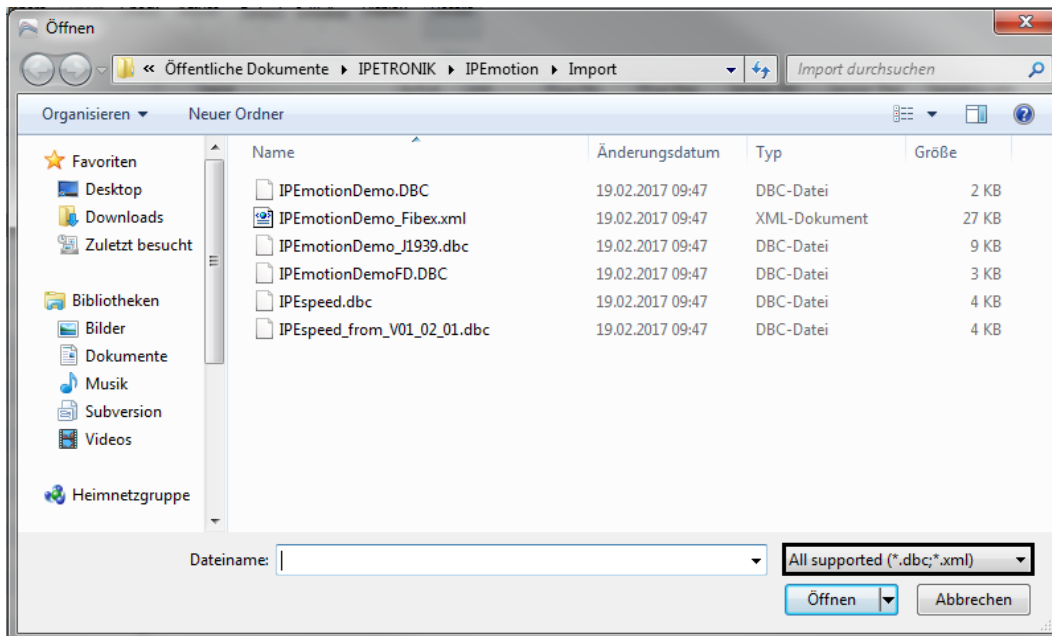 Öffnen
« Öffentliche Dokumente ▸ IPETRONIK ▸ IPEmotion ▸ Import
Import durchsuchen
Organisieren Neuer Ordner
Name Änderungsdatum Typ Größe
Favoriten
Desktop
Downloads
Zuletzt besucht
Bibliotheken
Bilder
Dokumente
Musik
Subversion
Videos
Heimnetzgruppe
IPEmotionDemo.DBC 19.02.2017 09:47 DBC-Datei 2 KB
IPEmotionDemo_Fibex.xml 19.02.2017 09:47 XML-Dokument 27 KB
IPEmotionDemo_J1939.dbc 19.02.2017 09:47 DBC-Datei 9 KB
IPEmotionDemoFD.DBC 19.02.2017 09:47 DBC-Datei 3 KB
IPEspeed.dbc 19.02.2017 09:47 DBC-Datei 4 KB
IPEspeed_from_V01_02_01.dbc 19.02.2017 09:47 DBC-Datei 4 KB
Dateiname:
All supported (*.dbc;*.xml)
Öffnen Abbrechen